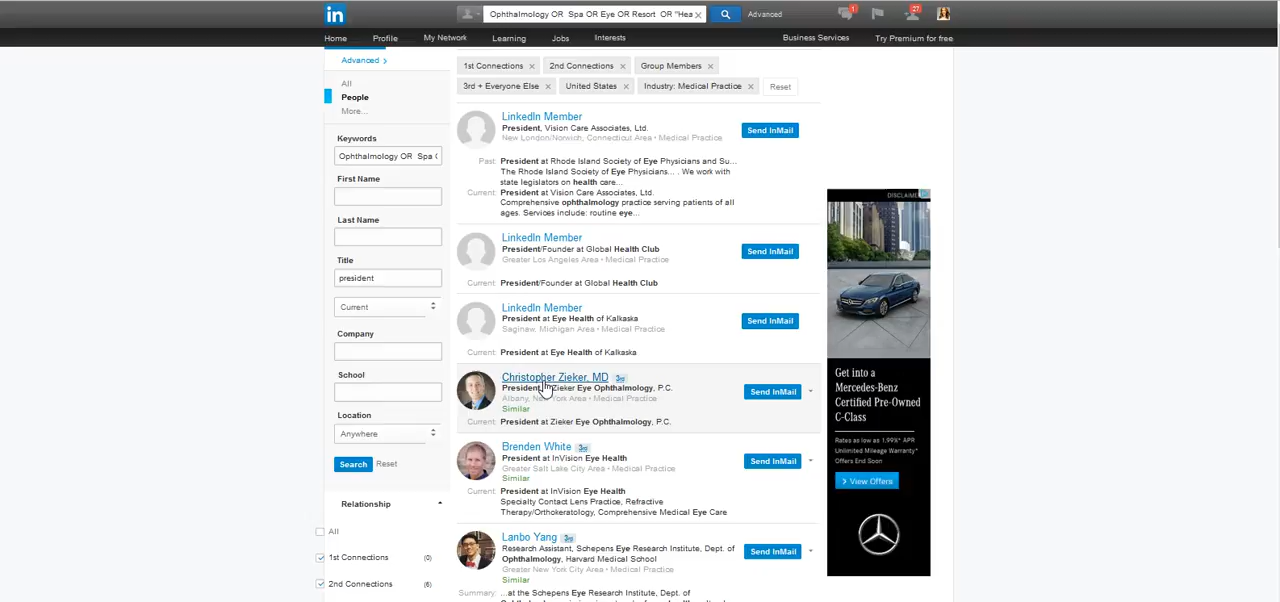 in
Ophthalmology OR Spa OR Eye OR Resort OR "Hea
Advanced
1
27
Home Profile My Network Learning Jobs Interests Business Services Try Premium for free
Advanced
All
People
More...
Keywords
Ophthalmology OR Spa
First Name
Last Name
Title
president
Current
Company
School
Location
Anywhere
Search Reset
Relationship
All
1st Connections (0)
2nd Connections (6)
1st Connections × 2nd Connections × Group Members ×
3rd + Everyone Else × United States × Industry: Medical Practice × Reset
LinkedIn Member
President, Vision Care Associates, Ltd.
New London/Norwich, Connecticut Area • Medical Practice
Send InMail
Past: President at Rhode Island Society of Eye Physicians and Su...
The Rhode Island Society of Eye Physicians... . We work with
state legislators on health care...
Current: President at Vision Care Associates, Ltd.
Comprehensive ophthalmology practice serving patients of all
ages. Services include: routine eye...
LinkedIn Member
President/Founder at Global Health Club
Greater Los Angeles Area • Medical Practice
Send InMail
Current: President/Founder at Global Health Club
LinkedIn Member
President at Eye Health of Kalkaska
Saginaw, Michigan Area • Medical Practice
Send InMail
Current: President at Eye Health of Kalkaska
Christopher Zieker, MD 3rd
President Zieker Eye Ophthalmology, P.C.
Albany, New York Area • Medical Practice
Similar
Send InMail
Current: President at Zieker Eye Ophthalmology, P.C.
Brenden White 3rd
President at InVision Eye Health
Greater Salt Lake City Area • Medical Practice
Similar
Send InMail
Current: President at InVision Eye Health
Specialty Contact Lens Practice, Refractive
Therapy/Orthokeratology, Comprehensive Medical Eye Care
Lanbo Yang 3rd
Research Assistant, Schepens Eye Research Institute, Dept. of
Ophthalmology, Harvard Medical School
Greater New York City Area • Medical Practice
Similar
Send InMail
Summary: ...at the Schepens Eye Research Institute, Dept. of
DISCLAIMER
Get into a
Mercedes-Benz
Certified Pre-Owned
C-Class
Rates as low as 1.99%* APR
Unlimited Mileage Warranty*
Offers End Soon
> View Offers